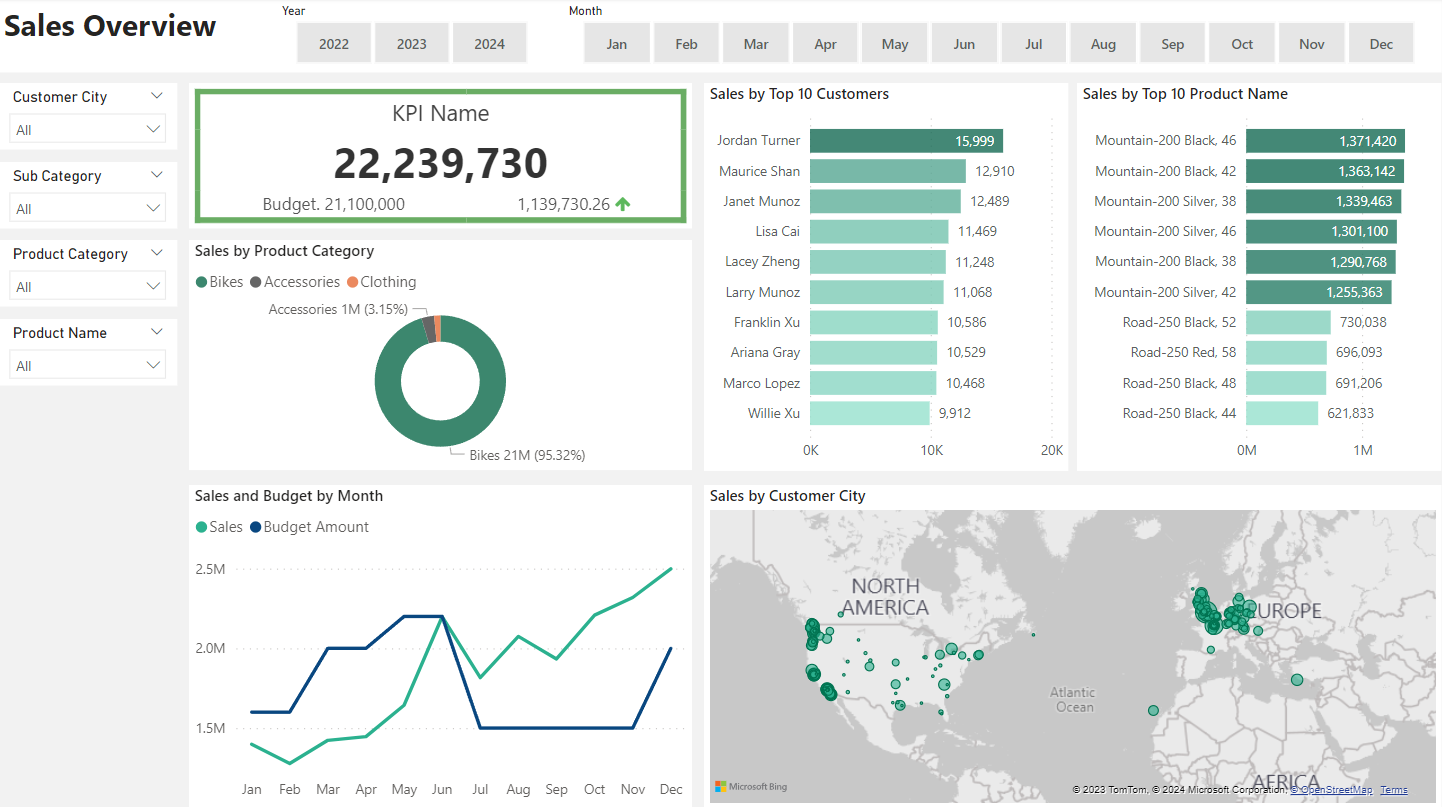 Sales Overview
Year
2022 2023 2024
Month
Jan Feb Mar Apr May Jun Jul Aug Sep Oct Nov Dec
Customer City
All
Sub Category
All
Product Category
All
Product Name
All
KPI Name
22,239,730
Budget. 21,100,000 1,139,730.26
Sales by Product Category
Bikes Accessories Clothing
Accessories 1M (3.15%)
Bikes 21M (95.32%)
Sales by Top 10 Customers
Jordan Turner 15,999
Maurice Shan 12,910
Janet Munoz 12,489
Lisa Cai 11,469
Lacey Zheng 11,248
Larry Munoz 11,068
Franklin Xu 10,586
Ariana Gray 10,529
Marco Lopez 10,468
Willie Xu 9,912
0K 10K 20K
Sales by Top 10 Product Name
Mountain-200 Black, 46 1,371,420
Mountain-200 Black, 42 1,363,142
Mountain-200 Silver, 38 1,339,463
Mountain-200 Silver, 46 1,301,100
Mountain-200 Black, 38 1,290,768
Mountain-200 Silver, 42 1,255,363
Road-250 Black, 52 730,038
Road-250 Red, 58 696,093
Road-250 Black, 48 691,206
Road-250 Black, 44 621,833
0M 1M
Sales and Budget by Month
Sales Budget Amount
2.5M
2.0M
1.5M
Jan Feb Mar Apr May Jun Jul Aug Sep Oct Nov Dec
Sales by Customer City
NORTH
AMERICA
EUROPE
Atlantic
Ocean
AFRICA
Microsoft Bing
© 2023 TomTom, © 2024 Microsoft Corporation, © OpenStreetMap Terms